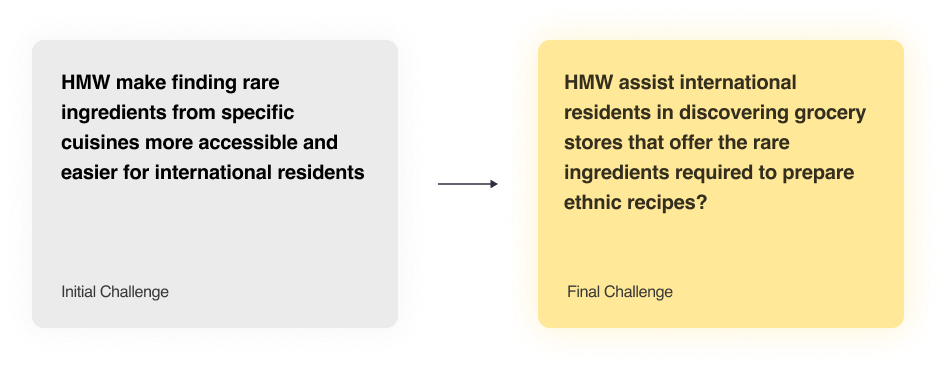 HMW make finding rare
ingredients from specific
cuisines more accessible and
easier for international residents
Initial Challenge
HMW assist international
residents in discovering grocery
stores that offer the rare
ingredients required to prepare
ethnic recipes?
Final Challenge